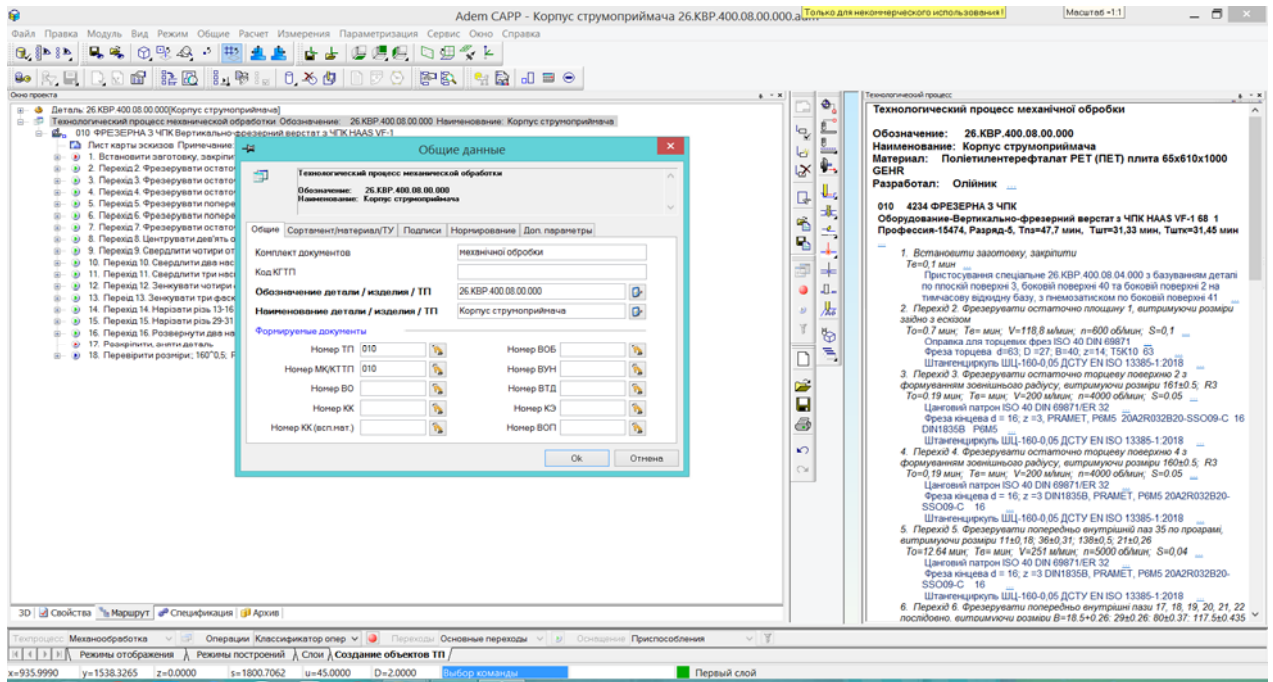 Adem CAPP - Корпус струмоприймача 26.КВР.400.08.00.000.adm
Только для некоммерческого использования!
Масштаб =1:1
Файл Правка Модуль Вид Режим Общие Расчет Измерения Параметризация Сервис Окно Справка
Окно проекта
Деталь: 26.КВР 400.08.00.000[Корпус струмоприймача]
Технологический процесс механической обработки Обозначение: 26.КВР.400.08.00.000 Наименование: Корпус струмоприймача
010 ФРЕЗЕРНА З ЧПК Вертикально-фрезерний верстат з ЧПК HAAS VF-1
Лист карты эскизов Примечание:
1. Встановити заготовку, закріпи
2. Перехід 2. Фрезерувати остато
3. Перехід 3. Фрезерувати остато
4. Перехід 4. Фрезерувати остато
5. Перехід 5. Фрезерувати попере
6. Перехід 6. Фрезерувати попере
7. Перехід 7. Фрезерувати остато
8. Перехід 8. Центрувати дев'ять о
9. Перехід 9. Свердлити чотири от
10. Перехід 10. Свердлити два нас
11. Перехід 11. Свердлити три нас
12. Перехід 12. Зенкувати чотири
13. Переід 13. Зенкувати три фаск
14. Перехід 14. Нарізати різь 13-16
15. Перехід 15. Нарізати різь 29-31
16. Перехід 16. Розвернути два на
17. Розкріпити, зняти деталь
18. Перевірити розміри:; 160^0,5; F
Общие данные
Технологический процесс механической обработки
Обозначение: 26.КВР.400.08.00.000
Наименование: Корпус струмоприймача
Общие Сортамент/материал/ТУ Подписи Нормирование Доп. параметры
Комплект документов механічної обробки
Код КГТП
Обозначение детали / изделия / ТП 26.КВР.400.08.00.000
Наименование детали / изделия / ТП Корпус струмоприймача
Формируемые документы
Номер ТП 010 Номер ВОБ
Номер МК/КТТП 010 Номер ВУН
Номер ВО Номер ВТД
Номер КК Номер КЭ
Номер КК (всп.мат.) Номер ВОП
Ok Отмена
Технологический процесс
Технологический процесс механічної обробки
Обозначение: 26.КВР.400.08.00.000
Наименование: Корпус струмоприймача
Материал: Поліетилентерефталат PET (ПЕТ) плита 65х610х1000
GEHR
Разработал: Олійник ...
010 4234 ФРЕЗЕРНА З ЧПК
Оборудование-Вертикально-фрезерний верстат з ЧПК HAAS VF-1 68 1
Профессия-15474, Разряд-5, Тпз=47,7 мин, Тшт=31,33 мин, Тштк=31,45 мин
...
1. Встановити заготовку, закріпити
Тв=0,1 мин ...
Пристосування спеціальне 26.КВР.400.08.04.000 з базуванням деталі
по плоскій поверхні 3, боковій поверхні 40 та боковій поверхні 2 на
тимчасову відкидну базу, з пнемозатиском по боковій поверхні 41 ...
2. Перехід 2. Фрезерувати остаточно площину 1, витримуючи розміри
згідно з ескізом
То=0.7 мин; Тв= мин; V=118,8 м/мин; n=600 об/мин; S=0,1 ...
Оправка для торцевих фрез ISO 40 DIN 69871
Фреза торцева d=63; D =27; B=40; z=14; Т5К10 63 ...
Штангенциркуль ШЦ-160-0,05 ДСТУ EN ISO 13385-1:2018 ...
3. Перехід 3. Фрезерувати остаточно торцеву поверхню 2 з
формуванням зовнішнього радіусу, витримуючи розміри 161±0.5; R3
То=0.19 мин; Тв= мин; V=200 м/мин; n=4000 об/мин; S=0.05 ...
Цанговий патрон ISO 40 DIN 69871/ER 32
Фреза кінцева d = 16; z =3, PRAMET, P6M5 20A2R032B20-SSO09-C 16
DIN1835B P6M5 ...
Штангенциркуль ШЦ-160-0,05 ДСТУ EN ISO 13385-1:2018 ...
4. Перехід 4. Фрезерувати остаточно торцеву поверхню 4 з
формуванням зовнішнього радіусу, витримуючи розміри 160±0.5; R3
То=0,19 мин; Тв= мин; V=200 м/мин; n=4000 об/мин; S=0.05 ...
Цанговий патрон ISO 40 DIN 69871/ER 32
Фреза кінцева d = 16; z =3 DIN1835B, PRAMET, P6M5 20A2R032B20-
SSO09-C 16 ...
Штангенциркуль ШЦ-160-0,05 ДСТУ EN ISO 13385-1:2018 ...
5. Перехід 5. Фрезерувати попередньо внутрішній паз 35 по програмі,
витримуючи розміри 11±0,18; 36±0,31; 138±0,5; 21±0,26
То=12.64 мин; Тв= мин; V=251 м/мин; n=5000 об/мин; S=0,04 ...
Цанговий патрон ISO 40 DIN 69871/ER 32
Фреза кінцева d = 16; z =3 DIN1835B, PRAMET, P6M5 20A2R032B20-
SSO09-C 16 ...
Штангенциркуль ШЦ-160-0,05 ДСТУ EN ISO 13385-1:2018 ...
6. Перехід 6. Фрезерувати попередньо внутрішні пази 17, 18, 19, 20, 21, 22
послідовно, витримуючи розміри B=18.5+0.26; 29±0.26; 80±0.37; 117.5±0.435
3D Свойства Маршрут Спецификация Архив
Техпроцесс Механообработка Операции Классификатор опер Переходы Основные переходы Оснащение Приспособления
Режимы отображения Режимы построений Слои Создание объектов ТП
x=935.9990 y=1538.3265 z=0.0000 s=1800.7062 u=45.0000 D=2.0000 Выбор команды Первый слой